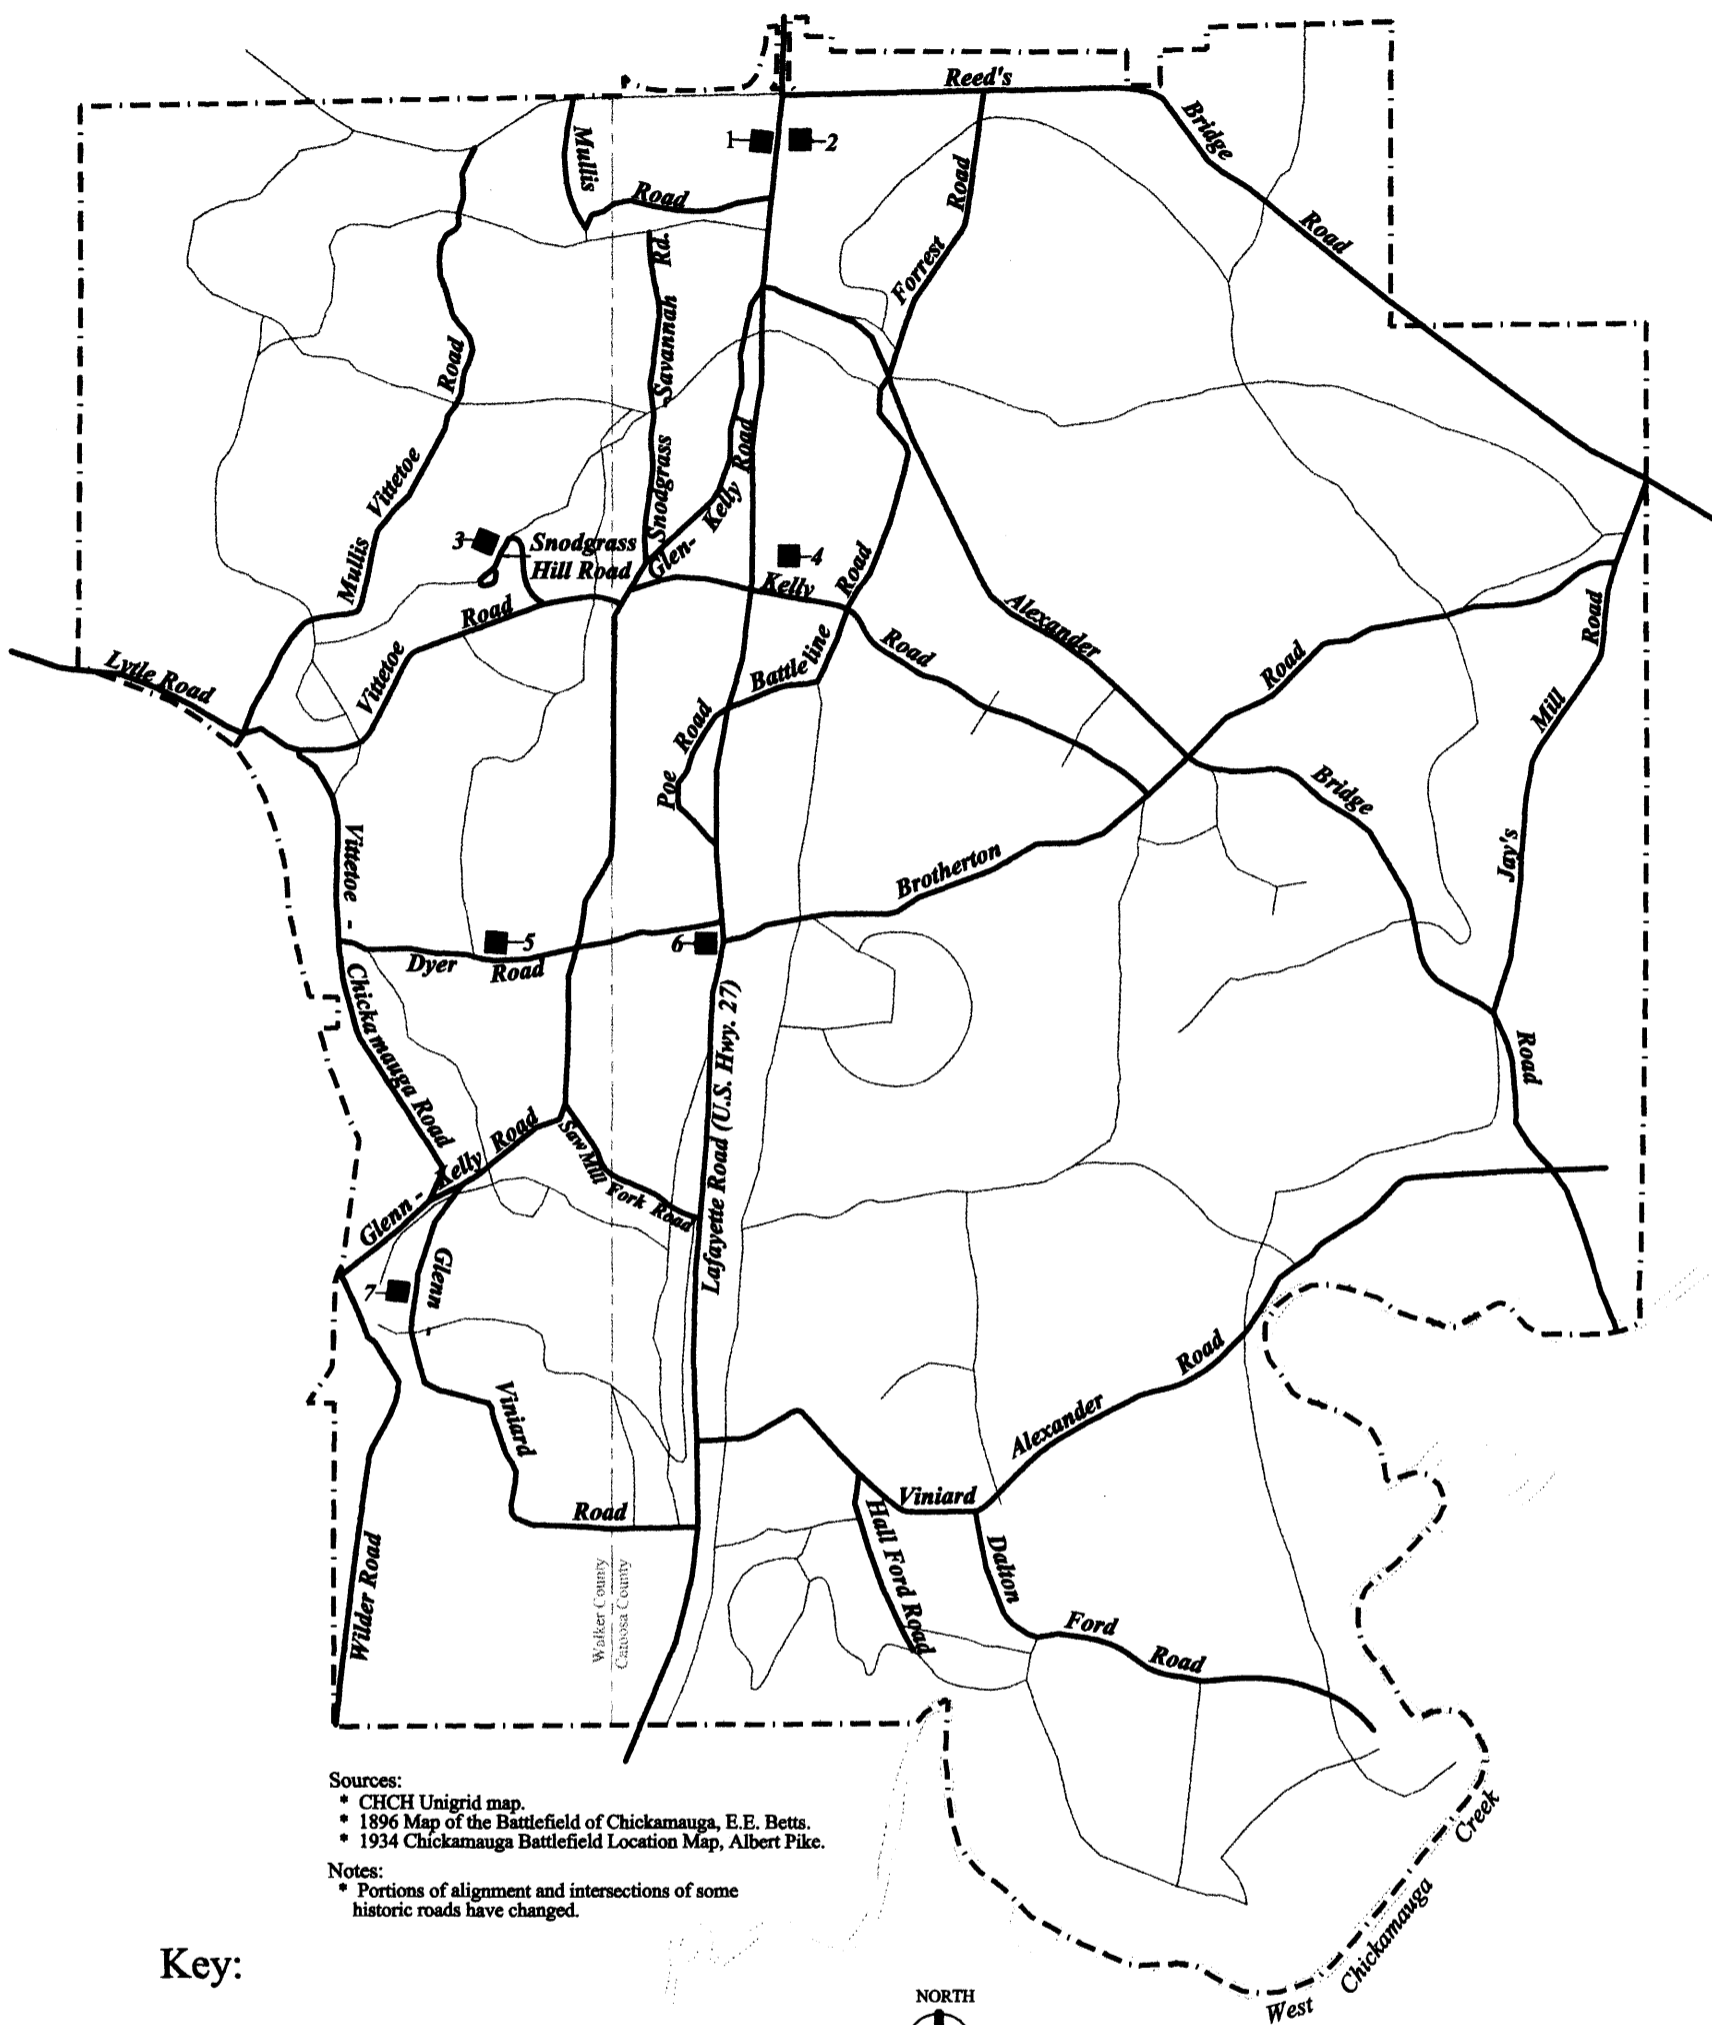 Reed's
Bridge
Road
Mullis
Road
1
2
Forrest
Road
Snodgrass
-Savannah
Rd.
Mullis
Vittetoe
Road
Glen-
Kelly
Road
3
Snodgrass
Hill Road
4
Kelly
Road
Battleline
Road
Alexander
Bridge
Road
Lytle Road
Vittetoe
Road
Poe
Road
Brotherton
Road
Jay's
Mill
Road
Vittetoe -
Chickamauga Road
Dyer
Road
5
6
Lafayette Road (U.S. Hwy. 27)
Glenn -
Kelly
Road
Saw Mill
Fork Road
7
Glenn -
Viniard
Road
Wilder Road
Walker County
Catoosa County
Viniard
Alexander
Road
Hall Ford Road
Dalton
Ford
Road
West
Chickamauga
Creek
Sources:
* CHCH Unigrid map.
* 1896 Map of the Battlefield of Chickamauga, E.E. Betts.
* 1934 Chickamauga Battlefield Location Map, Albert Pike.
Notes:
* Portions of alignment and intersections of some
historic roads have changed.
Key:
NORTH